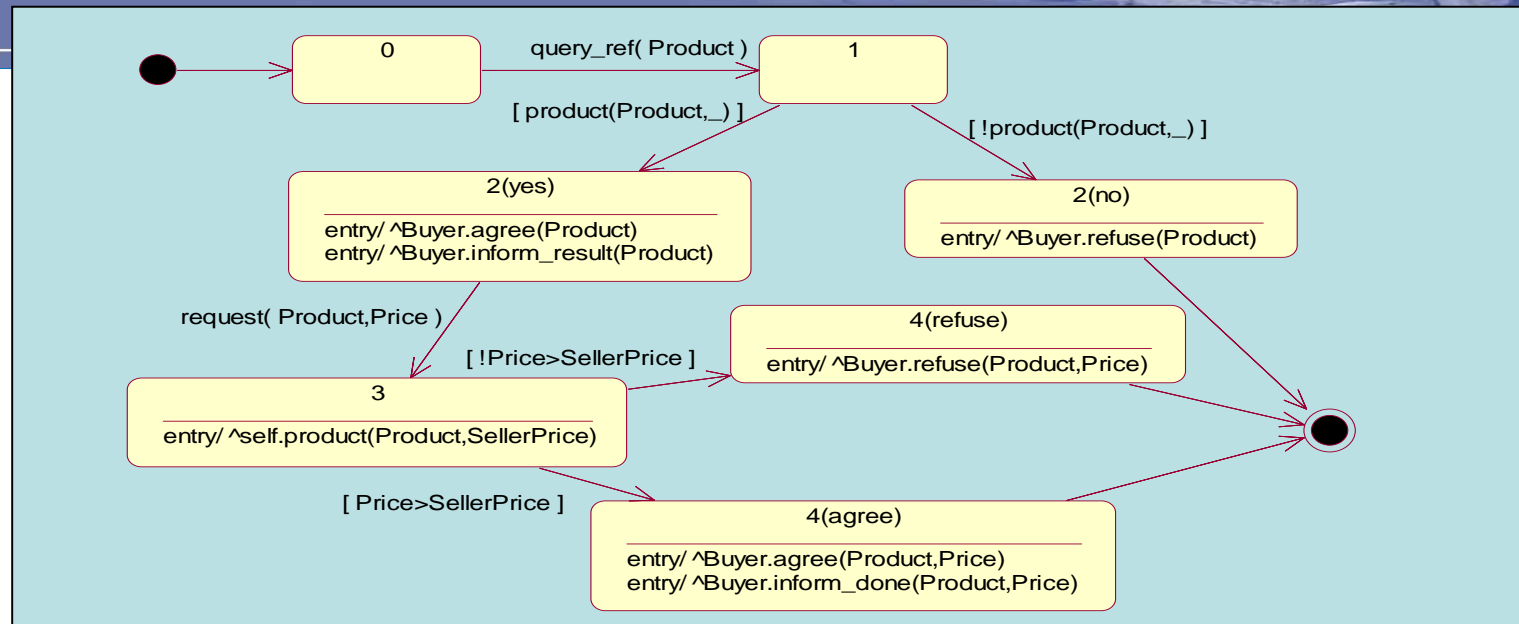 0
query_ref( Product )
1
[ product(Product,_) ]
[ !product(Product,_) ]
2(yes)
entry/ ^Buyer.agree(Product)
entry/ ^Buyer.inform_result(Product)
2(no)
entry/ ^Buyer.refuse(Product)
request( Product,Price )
4(refuse)
entry/ ^Buyer.refuse(Product,Price)
[ !Price>SellerPrice ]
3
entry/ ^self.product(Product,SellerPrice)
[ Price>SellerPrice ]
4(agree)
entry/ ^Buyer.agree(Product,Price)
entry/ ^Buyer.inform_done(Product,Price)